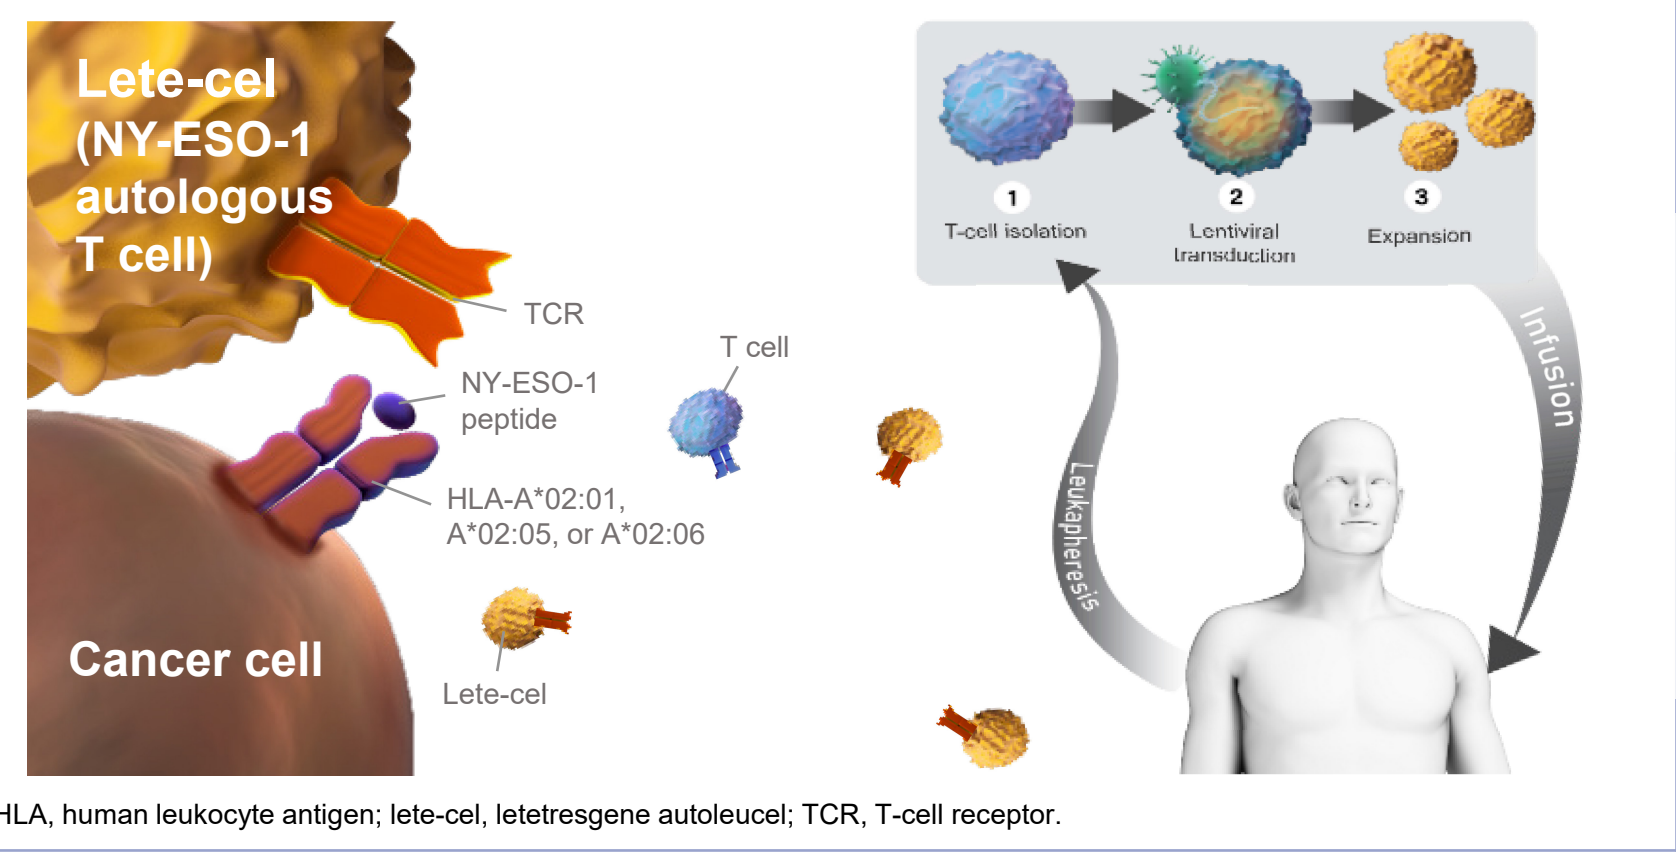 Lete-cel
(NY-ESO-1
autologous
T cell)
TCR
NY-ESO-1
peptide
HLA-A*02:01,
A*02:05, or A*02:06
Cancer cell
Lete-cel
T cell
1
T-cell isolation
2
Lentiviral
transduction
3
Expansion
Leukapheresis
Infusion
HLA, human leukocyte antigen; lete-cel, letetresgene autoleucel; TCR, T-cell receptor.